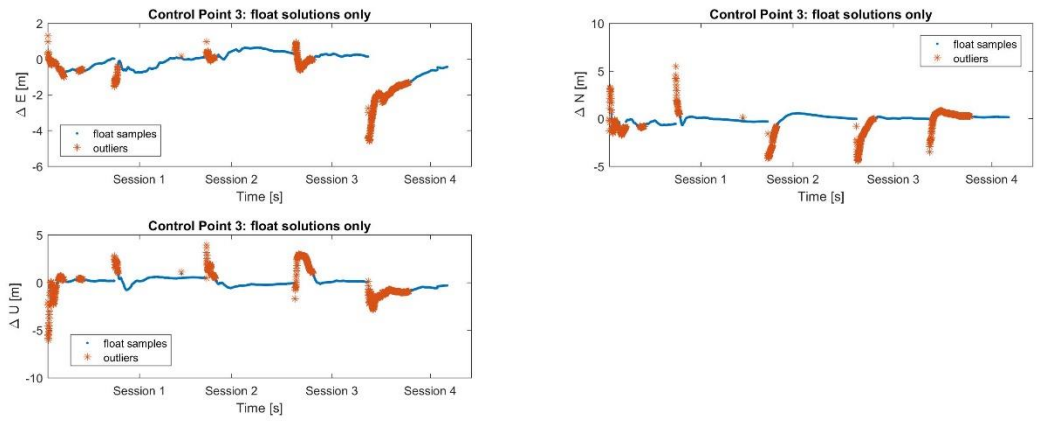 Control Point 3: float solutions only
2
0
-2
-4
-6
Δ E [m]
float samples
outliers
Session 1 Session 2 Session 3 Session 4
Time [s]
Control Point 3: float solutions only
10
5
0
-5
Δ N [m]
float samples
outliers
Session 1 Session 2 Session 3 Session 4
Time [s]
Control Point 3: float solutions only
5
0
-5
-10
Δ U [m]
float samples
outliers
Session 1 Session 2 Session 3 Session 4
Time [s]